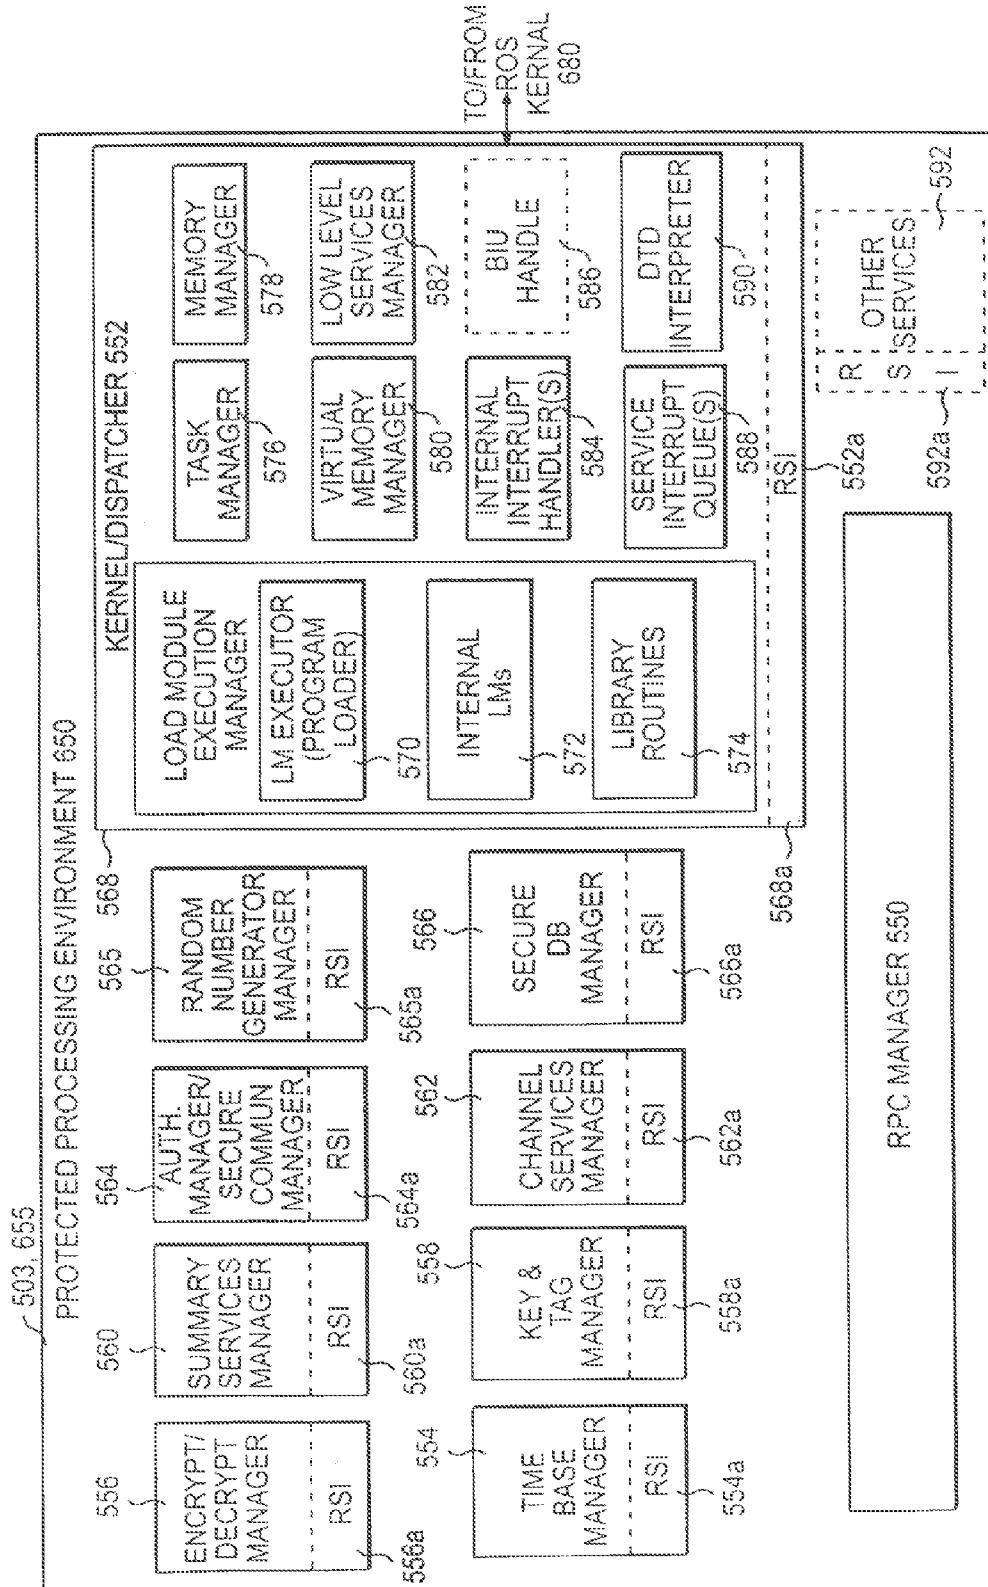 503, 655
PROTECTED PROCESSING ENVIRONMENT 650
556
ENCRYPT/
DECRYPT
MANAGER
RSI
556a
560
SUMMARY
SERVICES
MANAGER
RSI
560a
564
AUTH.
MANAGER/
SECURE
COMMUN
MANAGER
RSI
564a
565
RANDOM
NUMBER
GENERATOR
MANAGER
RSI
565a
554
TIME
BASE
MANAGER
RSI
554a
558
KEY &
TAG
MANAGER
RSI
558a
562
CHANNEL
SERVICES
MANAGER
RSI
562a
566
SECURE
DB
MANAGER
RSI
566a
568
KERNEL/DISPATCHER 552
LOAD MODULE
EXECUTION
MANAGER
LM EXECUTOR
(PROGRAM
LOADER)
570
INTERNAL
LMs
572
LIBRARY
ROUTINES
574
TASK
MANAGER
576
MEMORY
MANAGER
578
VIRTUAL
MEMORY
MANAGER
580
LOW LEVEL
SERVICES
MANAGER
582
INTERNAL
INTERRUPT
HANDLER(S)
584
BIU
HANDLE
586
SERVICE
INTERRUPT
QUEUE(S)
588
DTD
INTERPRETER
590
RSI
568a
552a
TO/FROM
ROS
KERNAL
680
RPC MANAGER 550
R
S
I
592a
OTHER
SERVICES
592